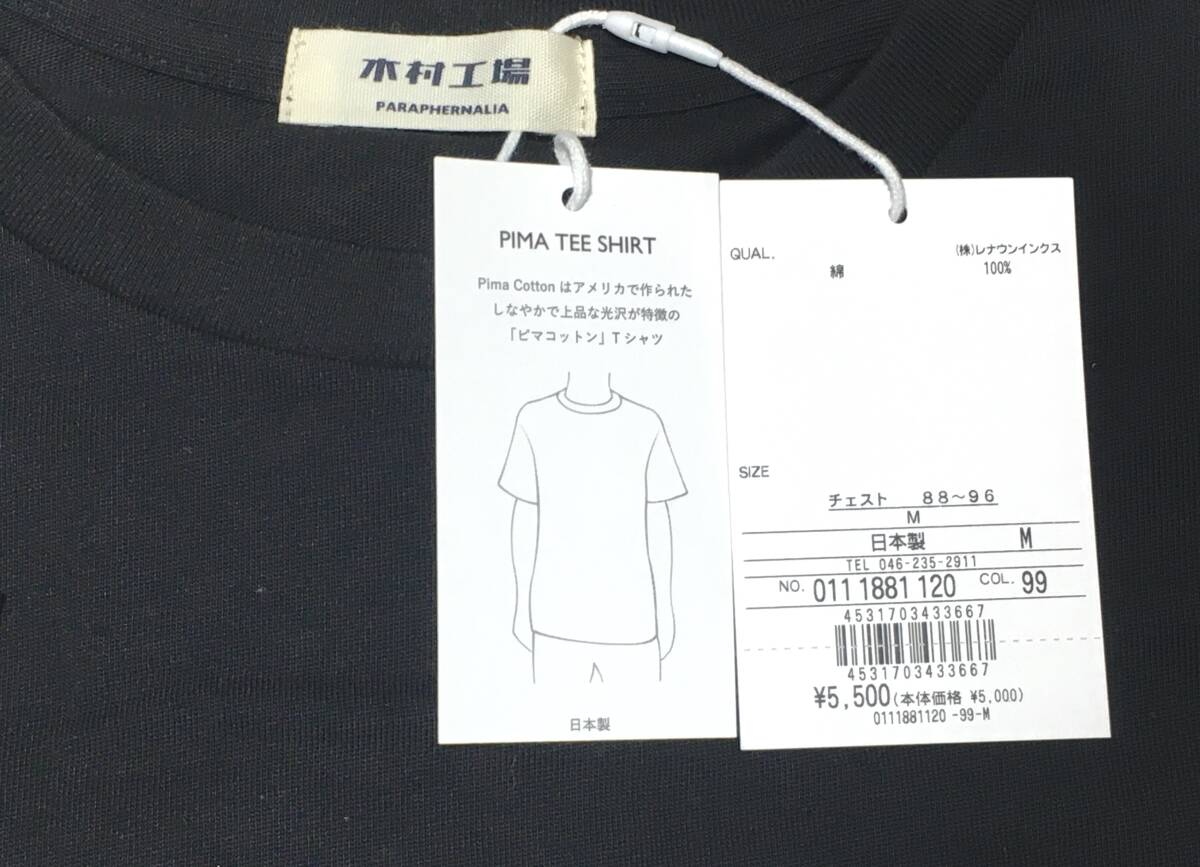 木村工場
PARAPHERNALIA
PIMA TEE SHIRT
Pima Cotton はアメリカで作られた
しなやかで上品な光沢が特徴の
「ピマコットン」Tシャツ
日本製
QUAL.
(株)レナウンインクス
綿 100%
SIZE
チェスト 88～96
M
日本製 M
TEL 046-235-2911
NO. 011 1881 120 COL. 99
4531703433667
4531703433667
¥5,500(本体価格 ¥5,000)
0111881120 -99-M